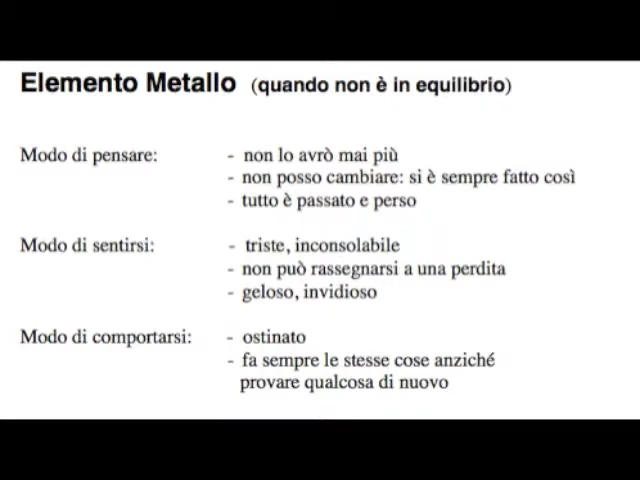 Elemento Metallo (quando non è in equilibrio)
Modo di pensare: - non lo avrò mai più
- non posso cambiare: si è sempre fatto così
- tutto è passato e perso
Modo di sentirsi: - triste, inconsolabile
- non può rassegnarsi a una perdita
- geloso, invidioso
Modo di comportarsi: - ostinato
- fa sempre le stesse cose anziché
provare qualcosa di nuovo